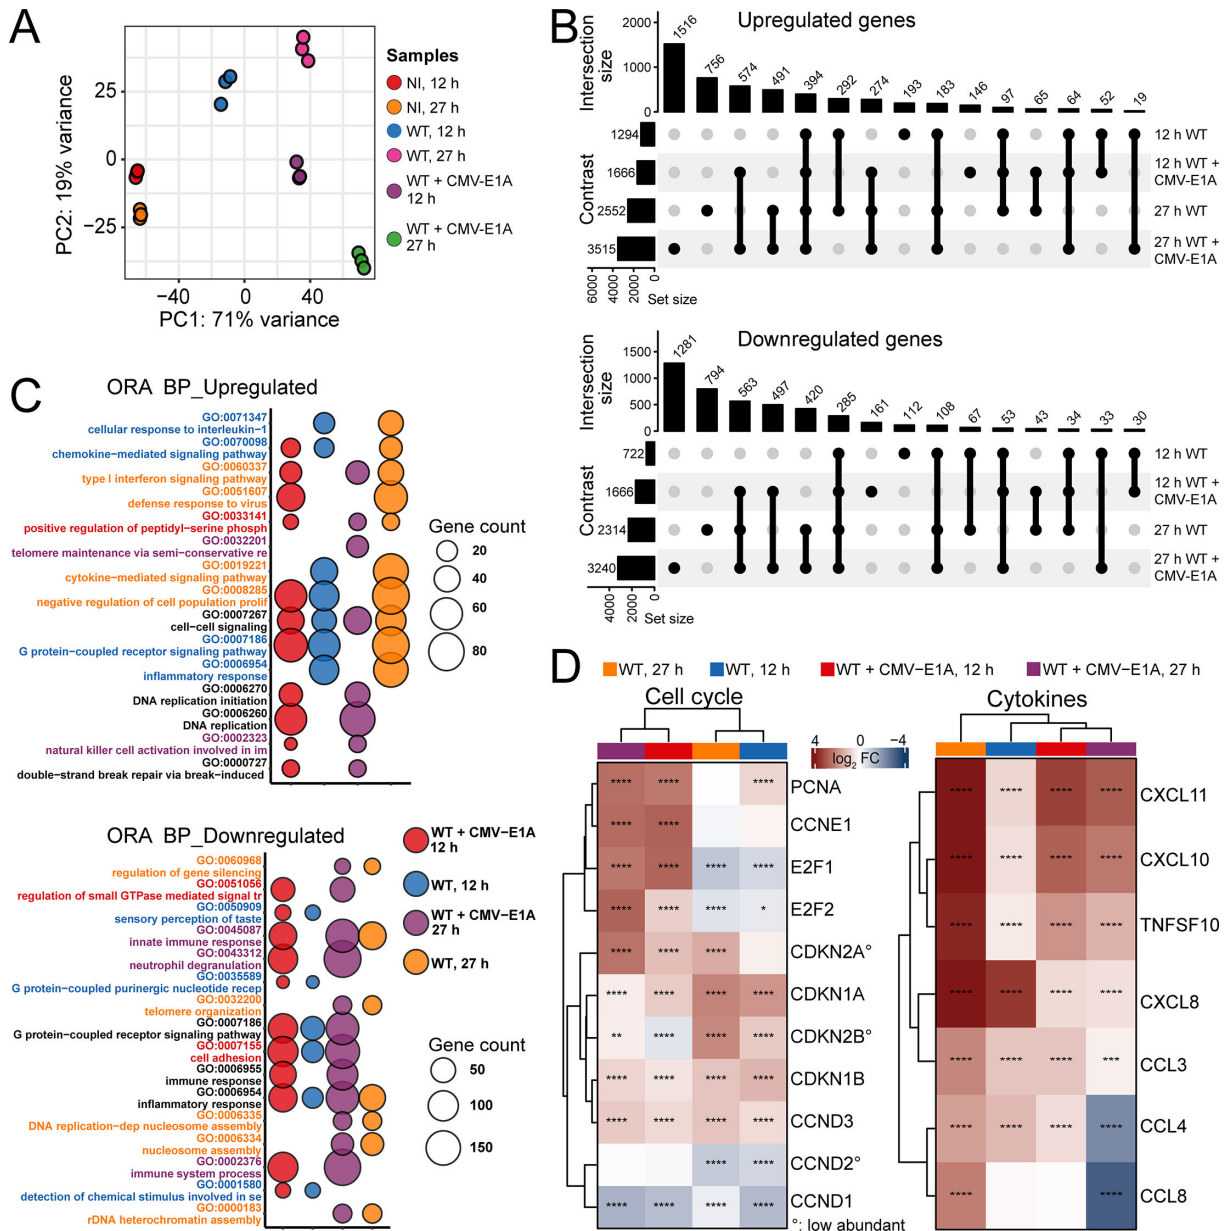 A
Samples
NI, 12 h
NI, 27 h
WT, 12 h
WT, 27 h
WT + CMV-E1A
12 h
WT + CMV-E1A
27 h
PC2: 19% variance
25
0
−25
−40
0
40
PC1: 71% variance
B
Upregulated genes
Intersection
size
2000
1000
0
1516
756
574
491
394
292
274
193
183
146
97
65
64
52
19
Contrast
1294
1666
2552
3515
12 h WT
12 h WT +
CMV-E1A
27 h WT
27 h WT +
CMV-E1A
6000
4000
2000
0
Set size
Downregulated genes
Intersection
size
1500
1000
500
0
1281
794
563
497
420
285
161
112
108
67
53
43
34
33
30
Contrast
722
1666
2314
3240
12 h WT
12 h WT +
CMV-E1A
27 h WT
27 h WT +
CMV-E1A
4000
2000
0
Set size
C
ORA BP_Upregulated
GO:0071347
cellular response to interleukin−1
GO:0070098
chemokine−mediated signaling pathway
GO:0060337
type I interferon signaling pathway
GO:0051607
defense response to virus
GO:0033141
positive regulation of peptidyl−serine phosph
GO:0032201
telomere maintenance via semi−conservative re
GO:0019221
cytokine−mediated signaling pathway
GO:0008285
negative regulation of cell population prolif
GO:0007267
cell−cell signaling
GO:0007186
G protein−coupled receptor signaling pathway
GO:0006954
inflammatory response
GO:0006270
DNA replication initiation
GO:0006260
DNA replication
GO:0002323
natural killer cell activation involved in im
GO:0000727
double−strand break repair via break−induced
Gene count
20
40
60
80
ORA BP_Downregulated
GO:0060968
regulation of gene silencing
GO:0051056
regulation of small GTPase mediated signal tr
GO:0050909
sensory perception of taste
GO:0045087
innate immune response
GO:0043312
neutrophil degranulation
GO:0035589
G protein−coupled purinergic nucleotide recep
GO:0032200
telomere organization
GO:0007186
G protein−coupled receptor signaling pathway
GO:0007155
cell adhesion
GO:0006955
immune response
GO:0006954
inflammatory response
GO:0006335
DNA replication−dep nucleosome assembly
GO:0006334
nucleosome assembly
GO:0002376
immune system process
GO:0001580
detection of chemical stimulus involved in se
GO:0000183
rDNA heterochromatin assembly
WT + CMV−E1A
12 h
WT, 12 h
WT + CMV−E1A
27 h
WT, 27 h
Gene count
50
100
150
D
WT, 27 h
WT, 12 h
WT + CMV−E1A, 12 h
WT + CMV−E1A, 27 h
Cell cycle
4 0 −4
log2 FC
**** **** **** PCNA
**** **** CCNE1
**** **** **** **** E2F1
**** **** **** * E2F2
**** **** **** CDKN2A°
**** **** **** **** CDKN1A
** **** **** **** CDKN2B°
**** **** **** **** CDKN1B
**** **** **** **** CCND3
**** **** CCND2°
**** **** **** **** CCND1
°: low abundant
Cytokines
**** **** **** **** CXCL11
**** **** **** **** CXCL10
**** **** **** **** TNFSF10
**** **** **** **** CXCL8
**** **** **** *** CCL3
**** **** **** **** CCL4
**** **** CCL8